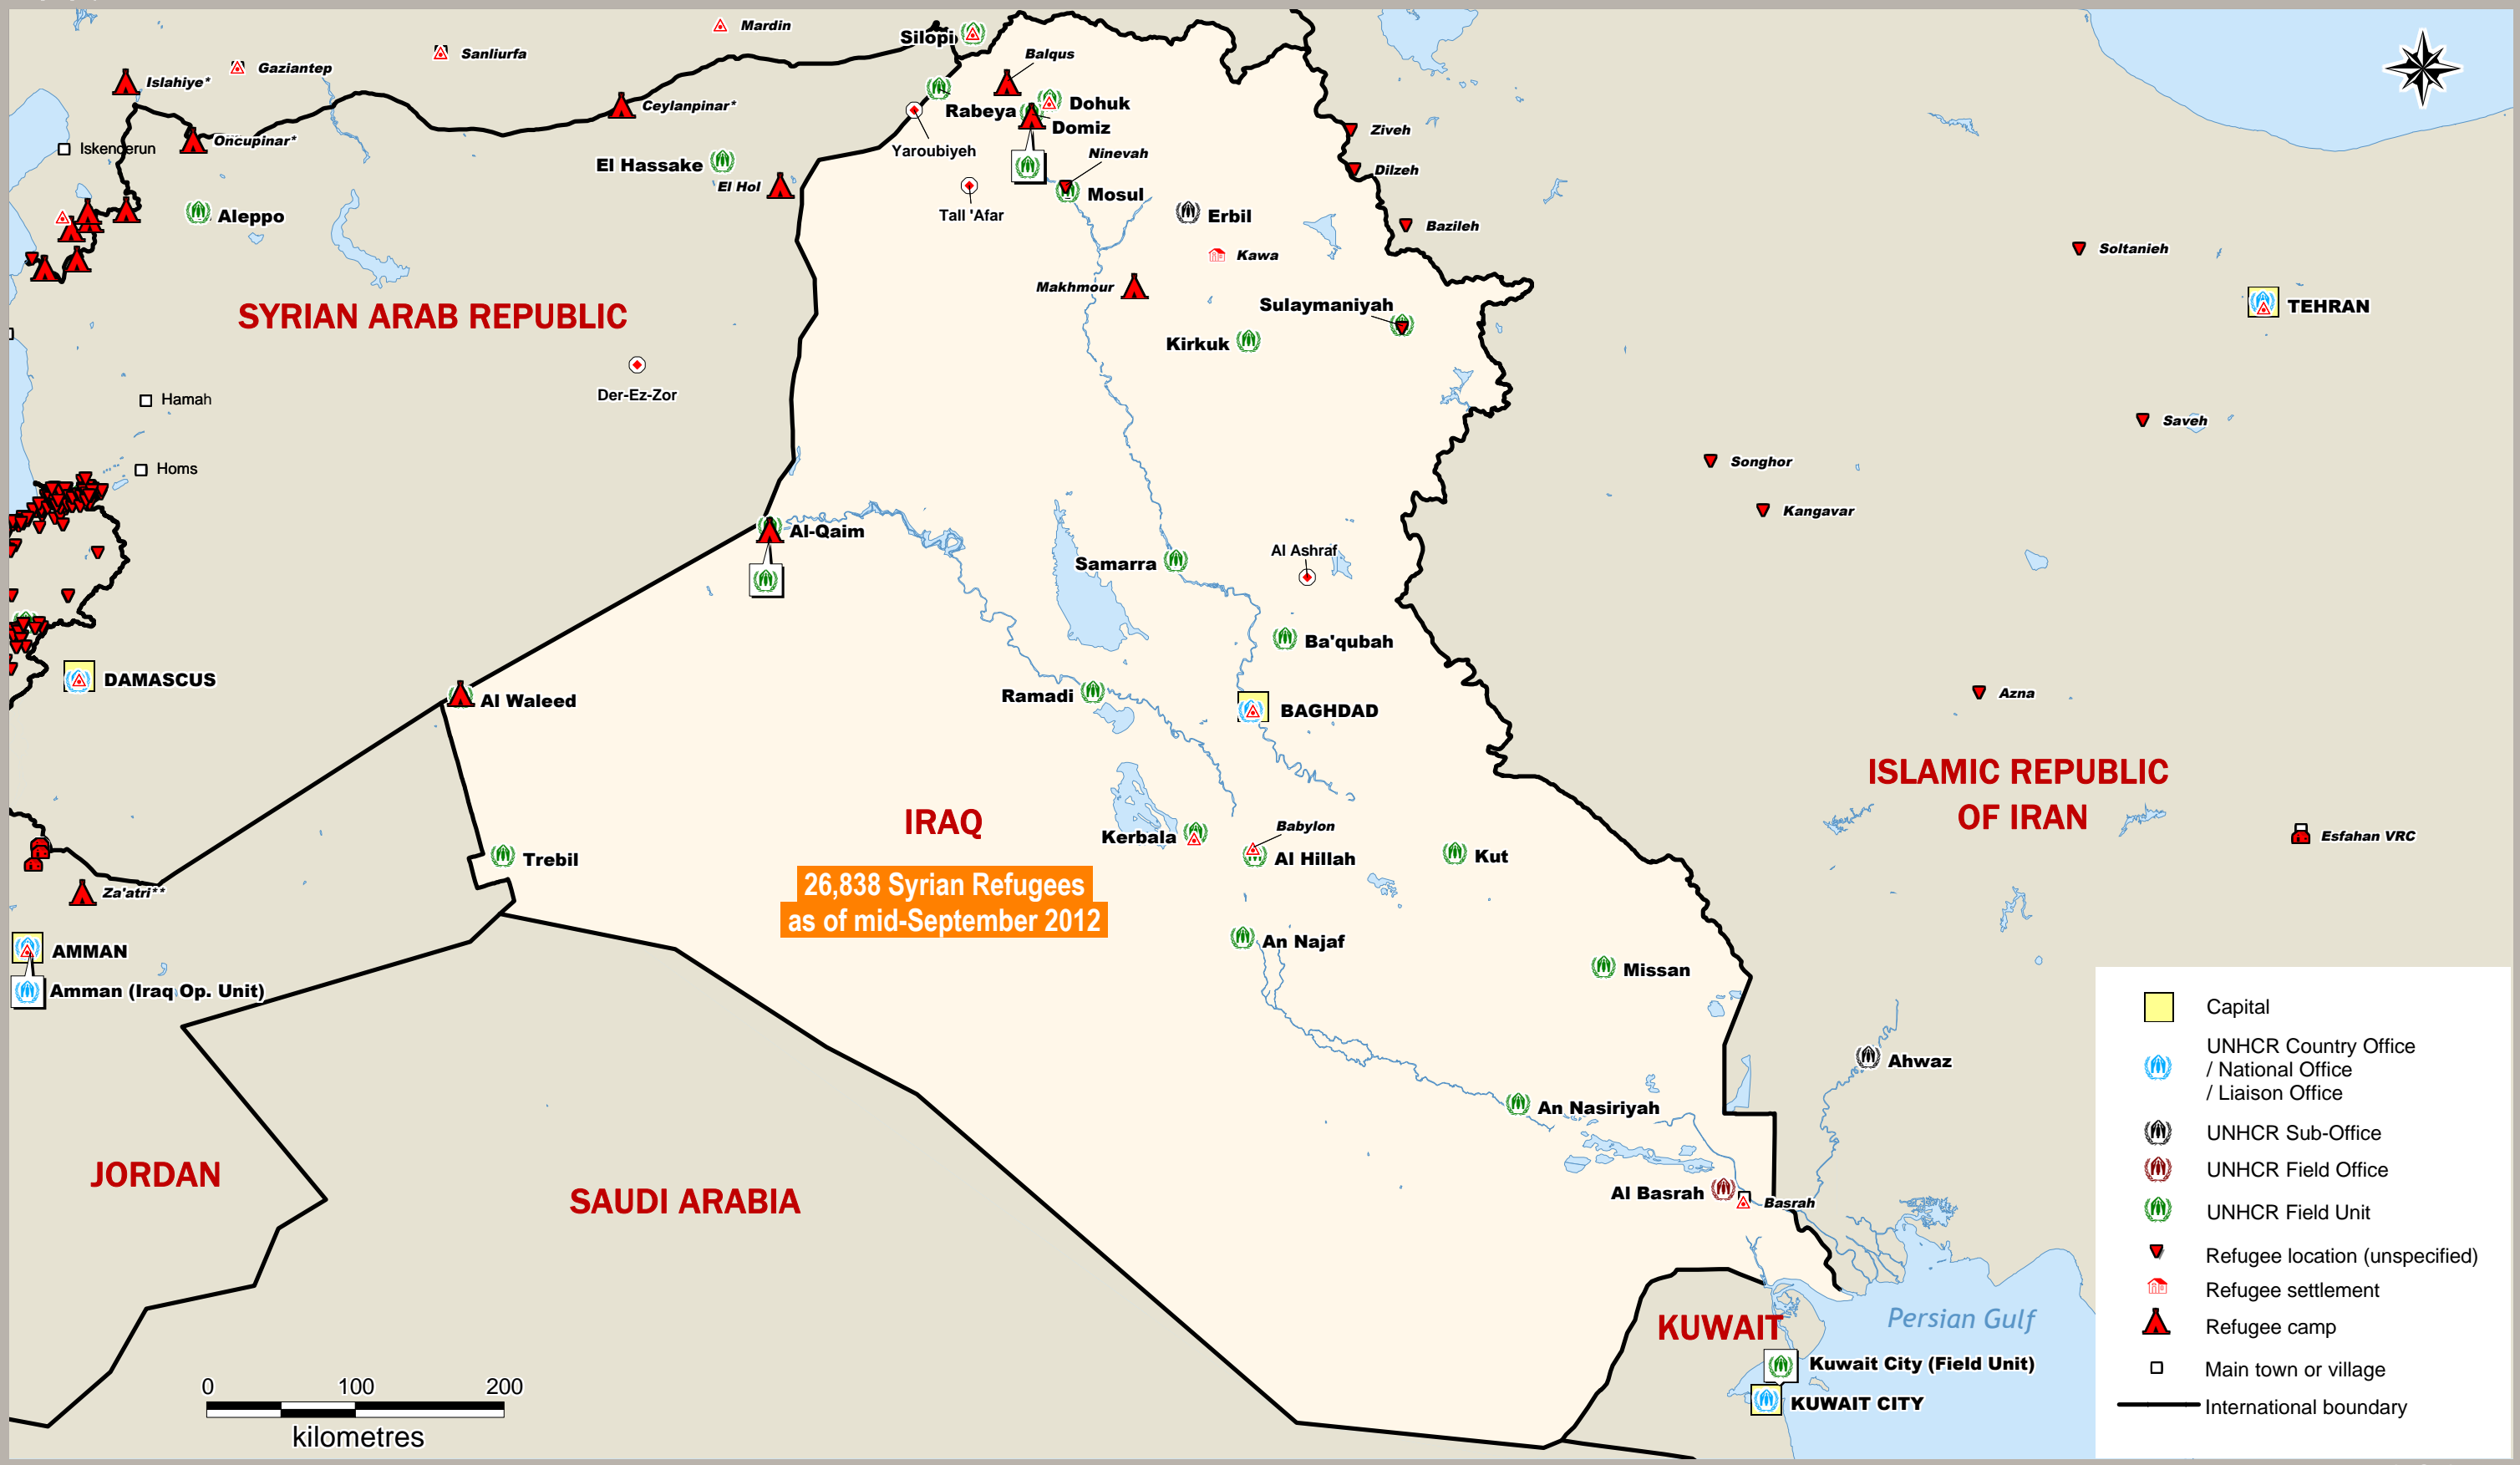 Mardin
Silopi
Sanliurfa
Balqus
Gaziantep
Islahiye*
Ceylanpinar*
Rabeya
Dohuk
Domiz
Oncupinar*
Iskenderun
Yaroubiyeh
Ninevah
Ziveh
El Hassake
El Hol
Dilzeh
Mosul
Aleppo
Tall 'Afar
Erbil
Bazileh
Soltanieh
Kawa
Makhmour
SYRIAN ARAB REPUBLIC
Sulaymaniyah
TEHRAN
Kirkuk
Der-Ez-Zor
Hamah
Saveh
Homs
Songhor
Kangavar
Al-Qaim
Al Ashraf
Samarra
Ba'qubah
DAMASCUS
Al Waleed
Ramadi
Azna
BAGHDAD
ISLAMIC REPUBLIC
OF IRAN
IRAQ
Babylon
Kerbala
Esfahan VRC
Trebil
Al Hillah
Kut
26,838 Syrian Refugees
as of mid-September 2012
Za'atri**
An Najaf
AMMAN
Missan
Amman (Iraq Op. Unit)
Ahwaz
An Nasiriyah
JORDAN
SAUDI ARABIA
Al Basrah
Basrah
Persian Gulf
KUWAIT
Kuwait City (Field Unit)
KUWAIT CITY
0 100 200
kilometres
Capital
UNHCR Country Office
/ National Office
/ Liaison Office
UNHCR Sub-Office
UNHCR Field Office
UNHCR Field Unit
Refugee location (unspecified)
Refugee settlement
Refugee camp
Main town or village
International boundary